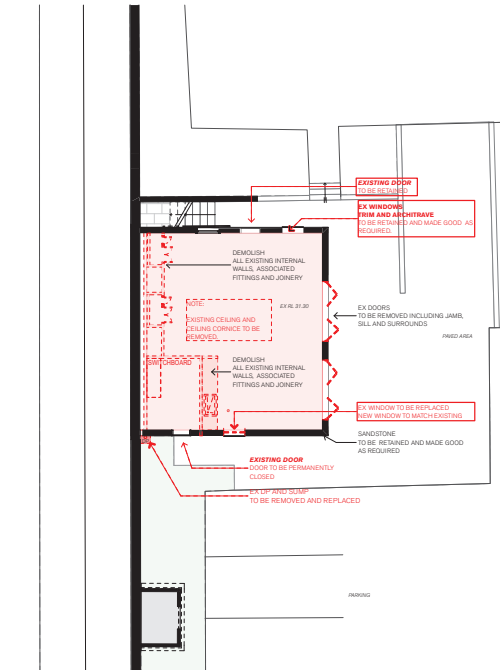 EXISTING DOOR
TO BE RETAINED
EX WINDOWS
TRIM AND ARCHITRAVE
TO BE RETAINED AND MADE GOOD AS
REQUIRED.
DEMOLISH
ALL EXISTING INTERNAL
WALLS, ASSOCIATED
FITTINGS AND JOINERY
NOTE:
EXISTING CEILING AND
CEILING CORNICE TO BE
REMOVED
EX RL 31.30
EX DOORS
TO BE REMOVED INCLUDING JAMB,
SILL AND SURROUNDS
PAVED AREA
SWITCHBOARD
DEMOLISH
ALL EXISTING INTERNAL
WALLS, ASSOCIATED
FITTINGS AND JOINERY
EX WINDOW TO BE REPLACED
NEW WINDOW TO MATCH EXISTING
SANDSTONE
TO BE RETAINED AND MADE GOOD
AS REQUIRED
EXISTING DOOR
DOOR TO BE PERMANENTLY
CLOSED
EX DP AND SUMP
TO BE REMOVED AND REPLACED
PARKING